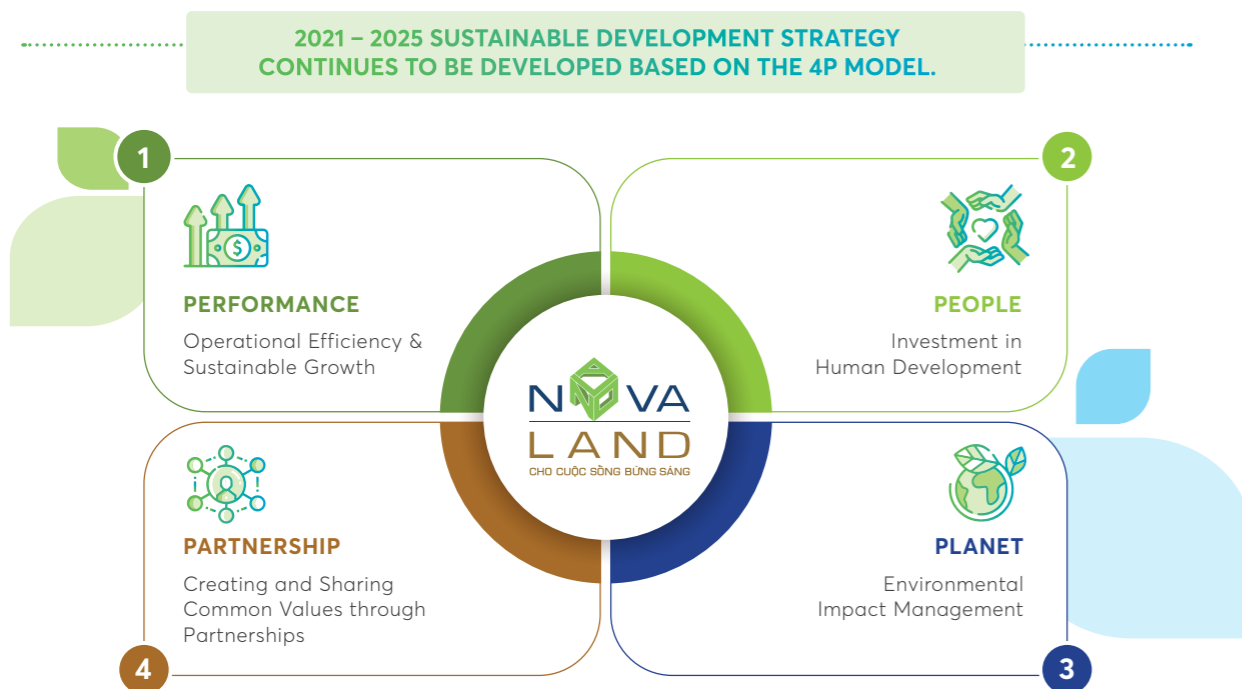 2021 – 2025 SUSTAINABLE DEVELOPMENT STRATEGY
CONTINUES TO BE DEVELOPED BASED ON THE 4P MODEL.
1
$
PERFORMANCE
Operational Efficiency &
Sustainable Growth
2
PEOPLE
Investment in
Human Development
NOVA
LAND
CHO CUỘC SỐNG BỪNG SÁNG
4
PARTNERSHIP
Creating and Sharing
Common Values through
Partnerships
3
PLANET
Environmental
Impact Management